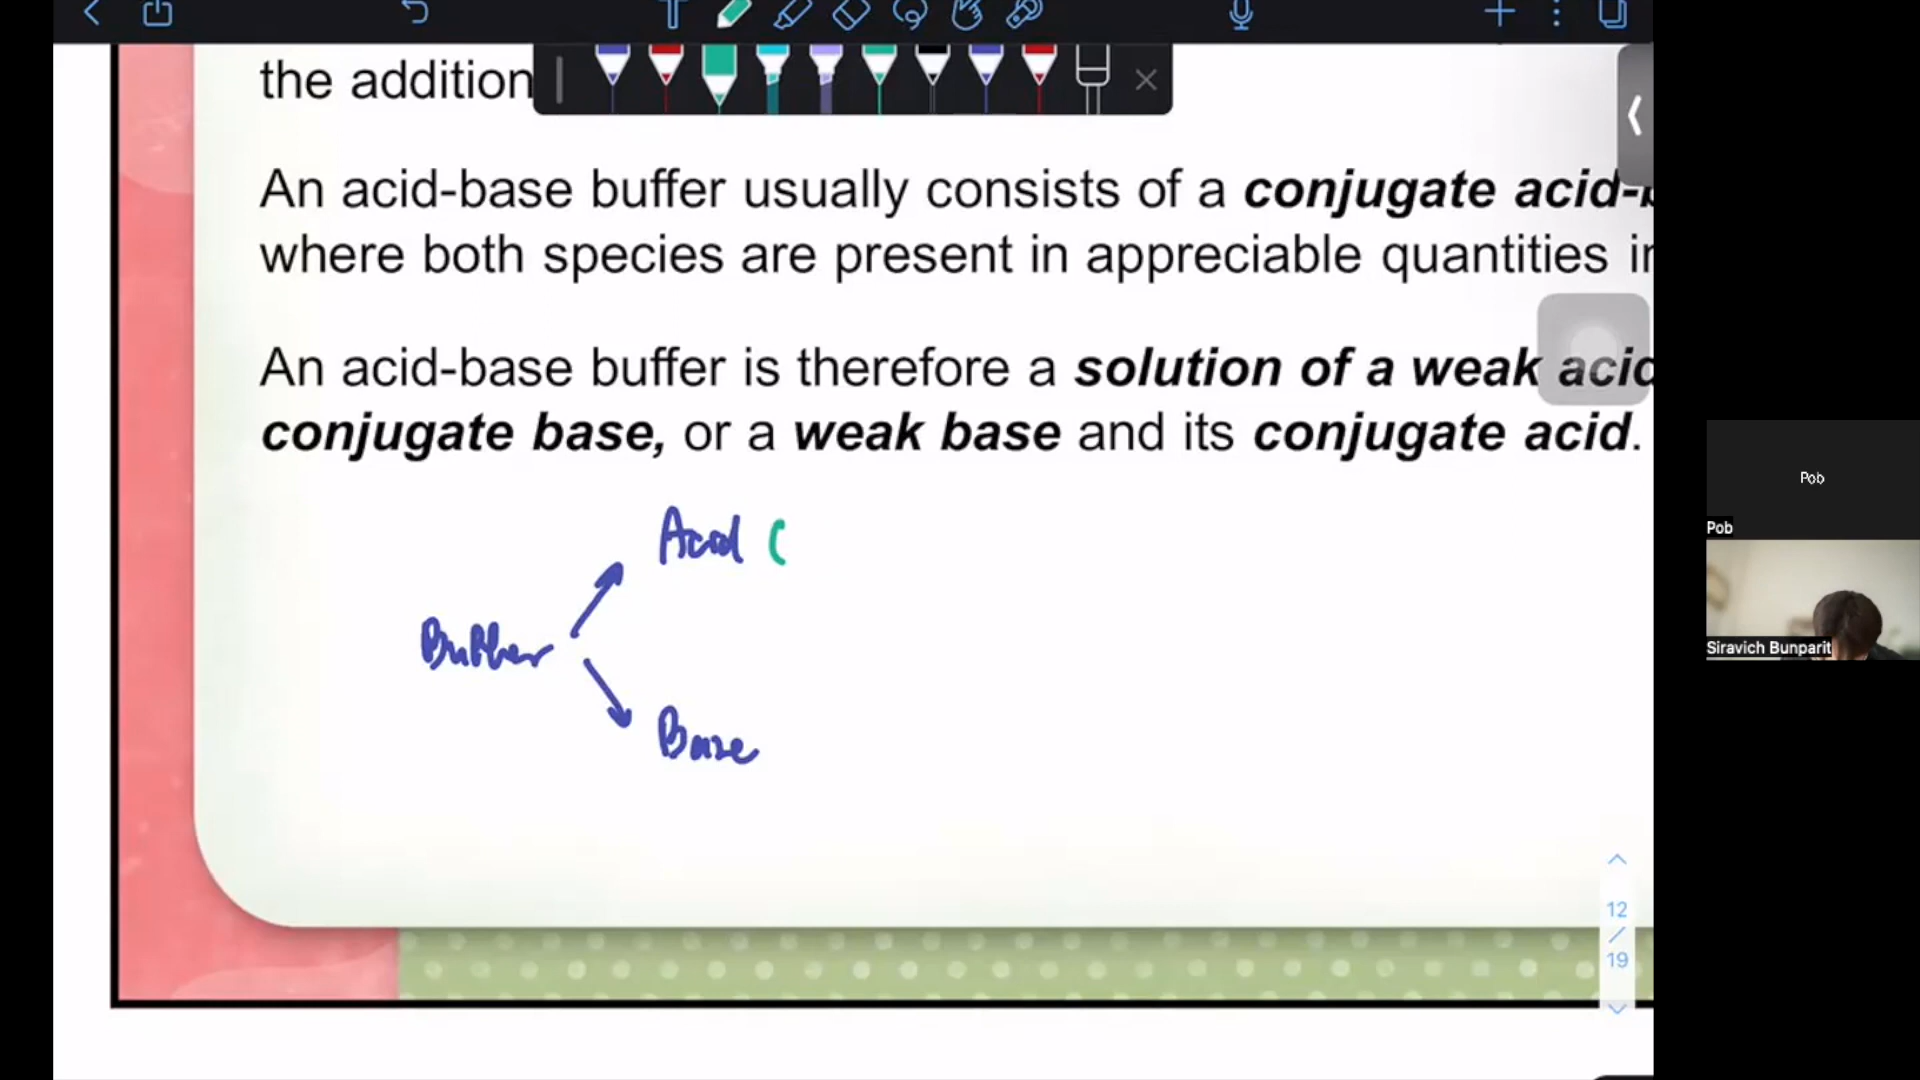 the addition
An acid-base buffer usually consists of a conjugate acid-
where both species are present in appreciable quantities in
An acid-base buffer is therefore a solution of a weak acid
conjugate base, or a weak base and its conjugate acid.
Acid (
Buffer
Base
12
/
19
Pob
Pob
Siravich Bunparit